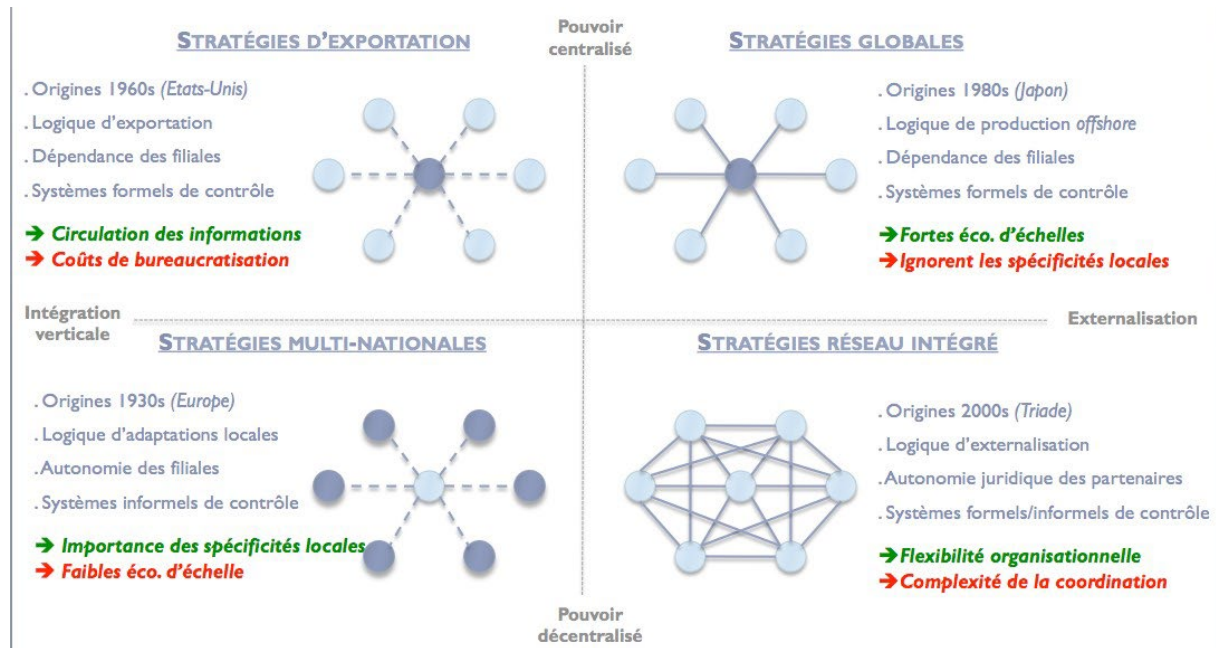 STRATÉGIES D'EXPORTATION
. Origines 1960s (Etats-Unis)
. Logique d'exportation
. Dépendance des filiales
. Systèmes formels de contrôle
➔ Circulation des informations
➔ Coûts de bureaucratisation
Pouvoir
centralisé
STRATÉGIES GLOBALES
. Origines 1980s (Japon)
. Logique de production offshore
. Dépendance des filiales
. Systèmes formels de contrôle
➔Fortes éco. d'échelles
➔Ignorent les spécificités locales
Intégration
verticale
Externalisation
STRATÉGIES MULTI-NATIONALES
. Origines 1930s (Europe)
. Logique d'adaptations locales
. Autonomie des filiales
. Systèmes informels de contrôle
➔ Importance des spécificités locales
➔ Faibles éco. d'échelle
STRATÉGIES RÉSEAU INTÉGRÉ
. Origines 2000s (Triade)
. Logique d'externalisation
. Autonomie juridique des partenaires
. Systèmes formels/informels de contrôle
➔Flexibilité organisationnelle
➔Complexité de la coordination
Pouvoir
décentralisé